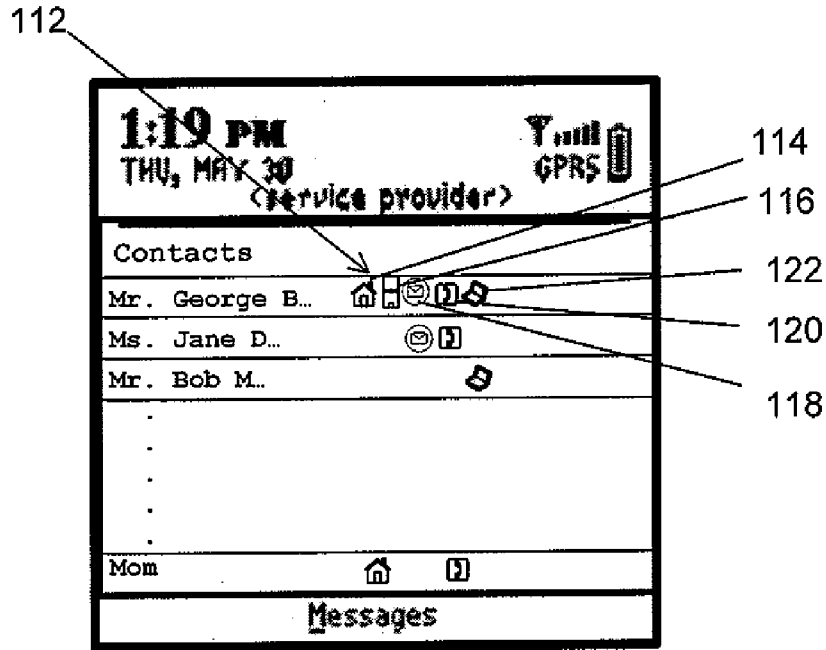 112
1:19 PM
THU, MAY 30
GPRS
<service provider>
114
116
Contacts
Mr. George B…
122
Ms. Jane D…
120
Mr. Bob M…
118
Mom
Messages